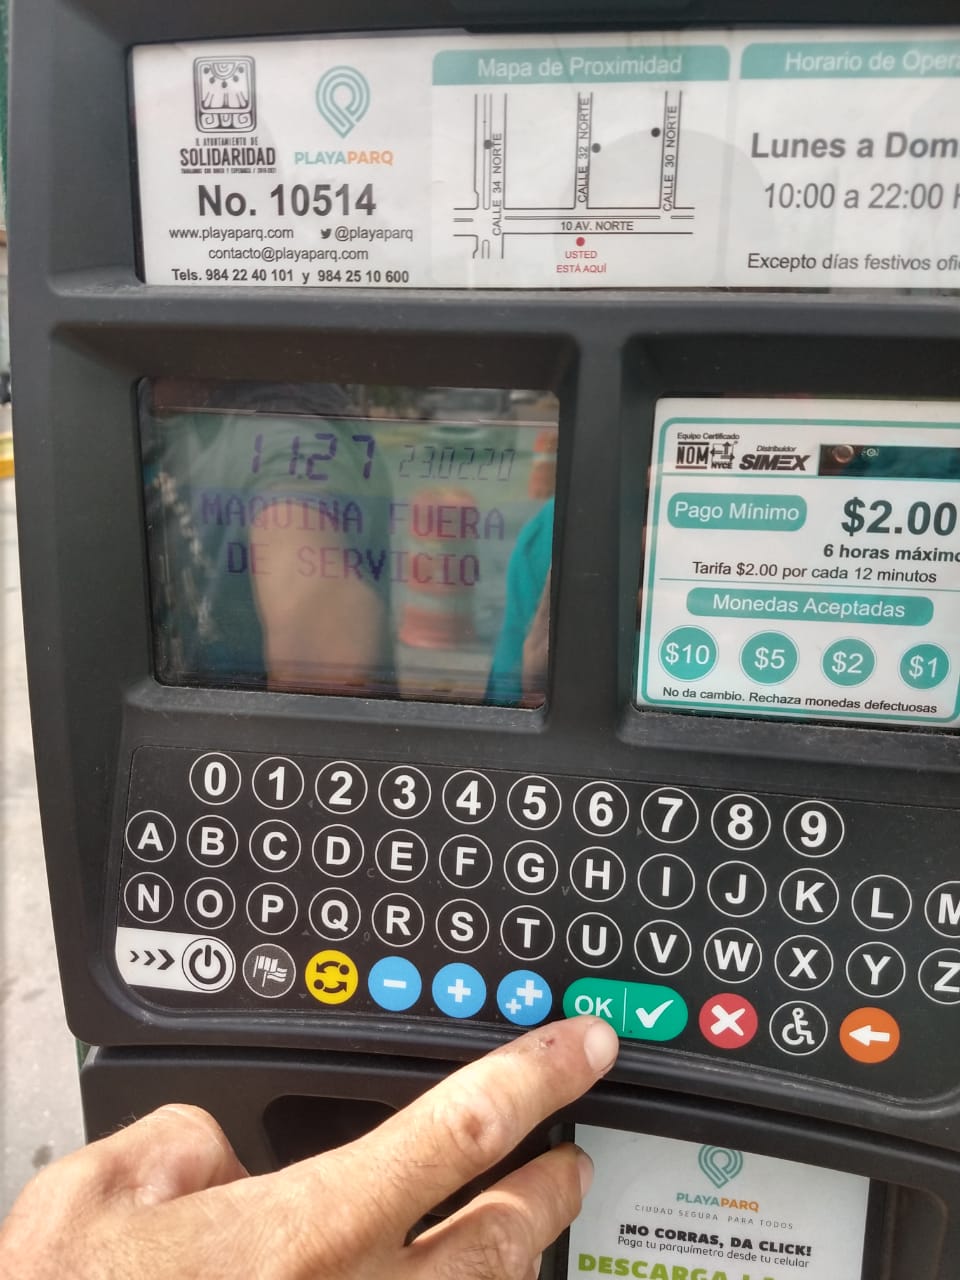 H. AYUNTAMIENTO DE
SOLIDARIDAD
PLAYAPARQ
No. 10514
www.playaparq.com @playaparq
contacto@playaparq.com
Tels. 984 22 40 101 y 984 25 10 600
Mapa de Proximidad
CALLE 34 NORTE
CALLE 32 NORTE
CALLE 30 NORTE
10 AV. NORTE
USTED
ESTÁ AQUÍ
Horario de Opera
Lunes a Dom
10:00 a 22:00 H
Excepto días festivos ofi
11:27 23.02.20
MAQUINA FUERA
DE SERVICIO
Equipo Certificado
NOM NYCE
Distribuidor
SIMEX
Pago Mínimo $2.00
6 horas máximo
Tarifa $2.00 por cada 12 minutos
Monedas Aceptadas
$10 $5 $2 $1
No da cambio. Rechaza monedas defectuosas
0 1 2 3 4 5 6 7 8 9
A B C D E F G H I J K L M
N O P Q R S T U V W X Y Z
>>> - + ++ OK
PLAYAPARQ
CIUDAD SEGURA PARA TODOS
¡NO CORRAS, DA CLICK!
Paga tu parquímetro desde tu celular
DESCARGA